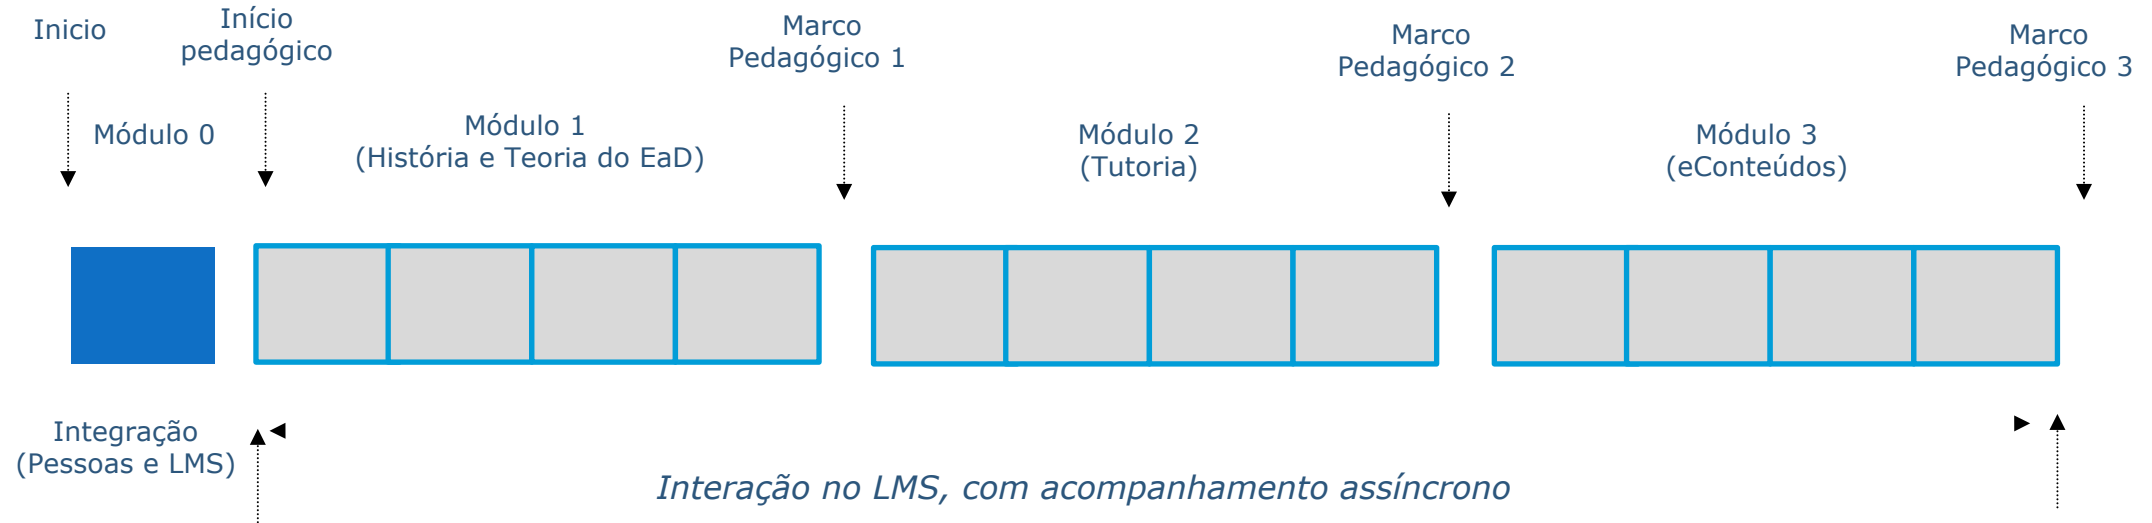 Inicio
Início
pedagógico
Marco
Pedagógico 1
Marco
Pedagógico 2
Marco
Pedagógico 3
Módulo 0
Módulo 1
(História e Teoria do EaD)
Módulo 2
(Tutoria)
Módulo 3
(eConteúdos)
Integração
(Pessoas e LMS)
Interação no LMS, com acompanhamento assíncrono